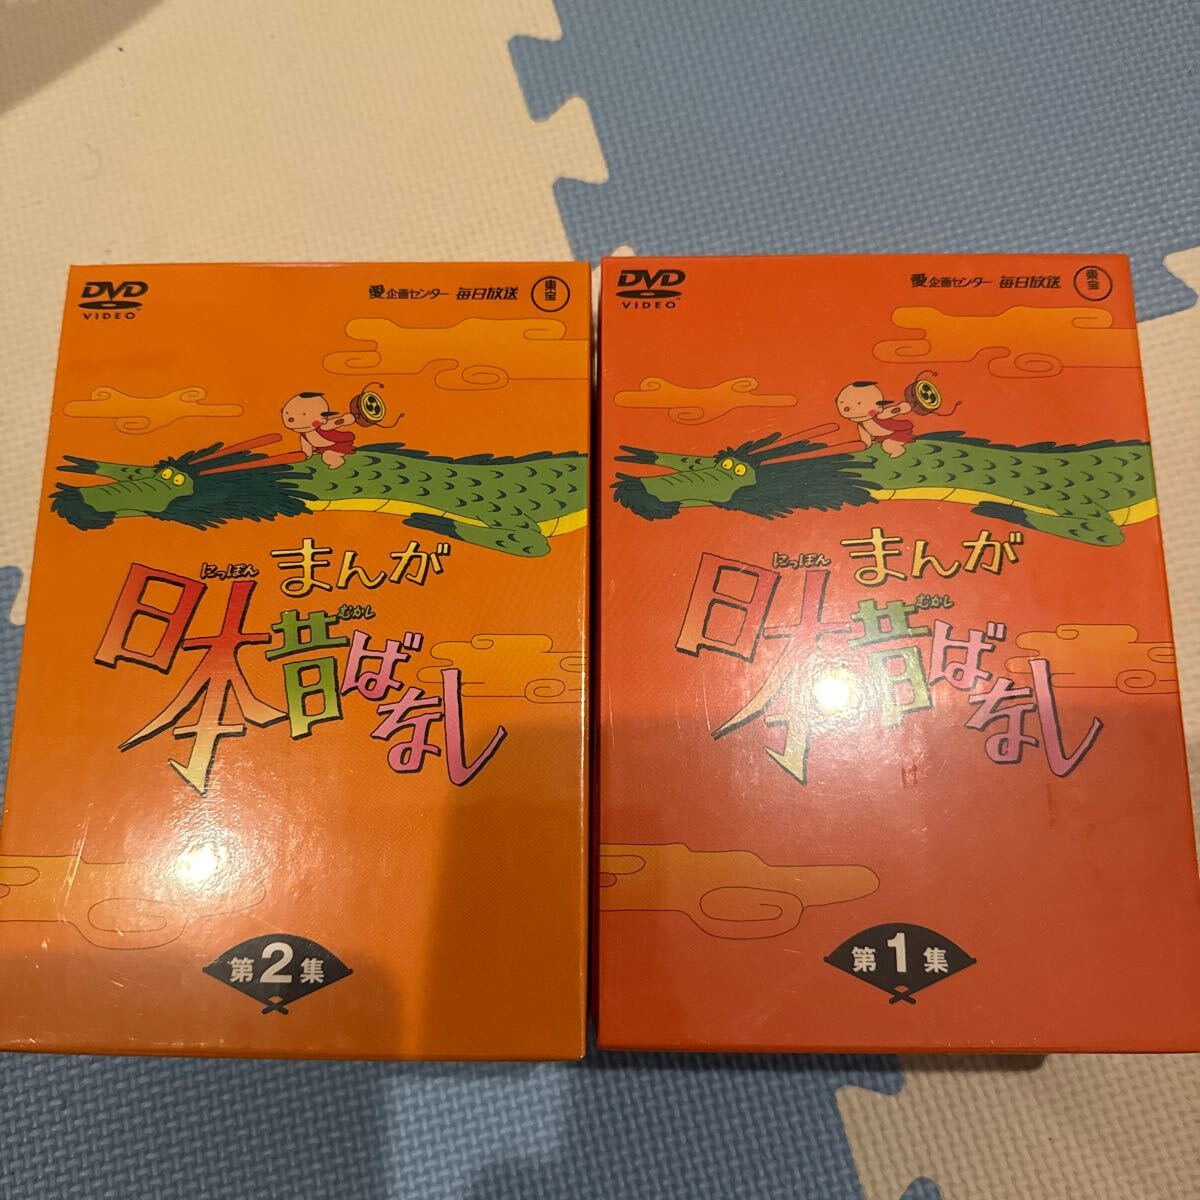 DVD
VIDEO
愛企画センター 毎日放送 東宝
まんが
にっぽん むかし
日本昔ばなし
第2集
DVD
VIDEO
愛企画センター 毎日放送 東宝
まんが
にっぽん むかし
日本昔ばなし
第1集